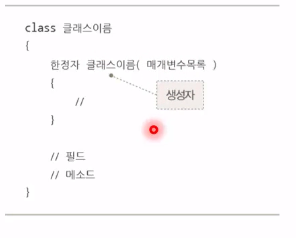 class 클래스이름
{
한정자 클래스이름( 매개변수목록 )
{
//
}
생성자
// 필드
// 메소드
}